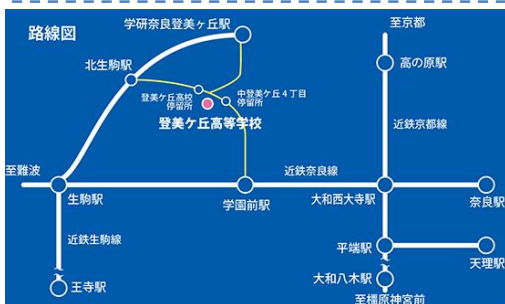 路線図
学研奈良登美ヶ丘駅
至京都
北生駒駅
高の原駅
登美ケ丘高校
停留所
中登美ケ丘4丁目
停留所
登美ケ丘高等学校
近鉄京都線
至難波
近鉄奈良線
生駒駅
学園前駅
大和西大寺駅
奈良駅
近鉄生駒線
平端駅
天理駅
大和八木駅
王寺駅
至橿原神宮前